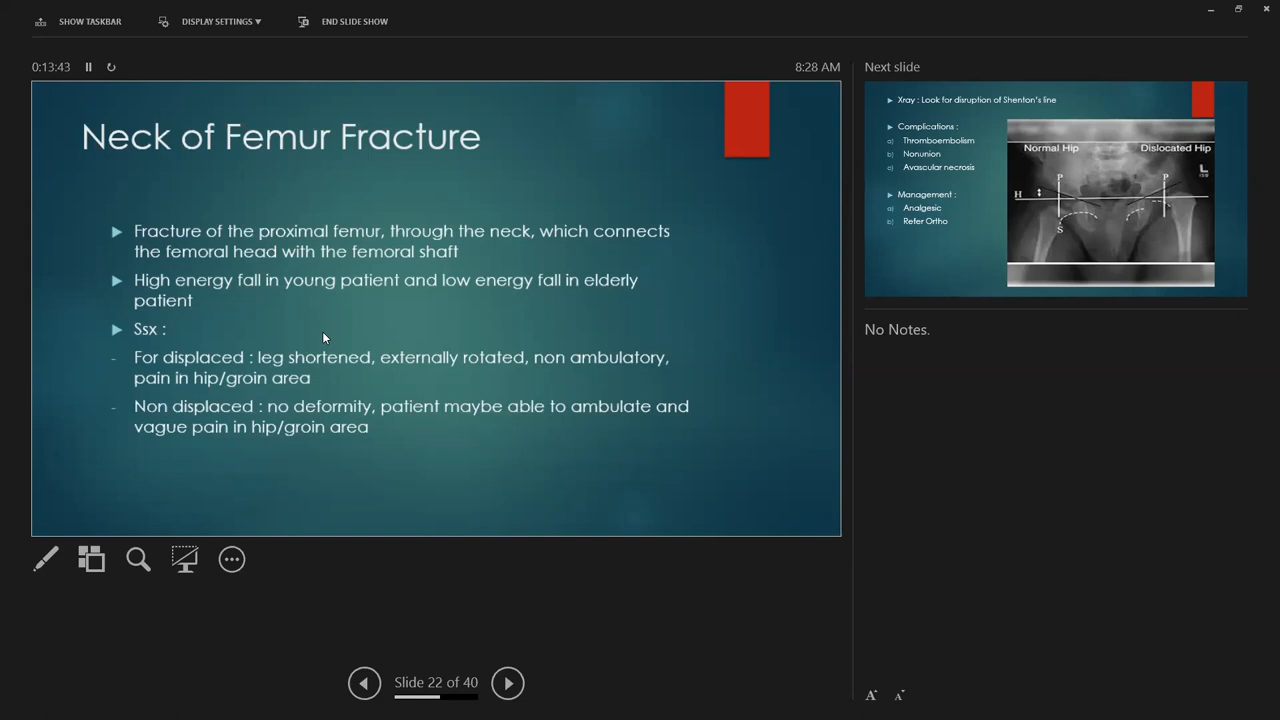 SHOW TASKBAR
DISPLAY SETTINGS ▼
END SLIDE SHOW
0:13:43
8:28 AM
Neck of Femur Fracture
Fracture of the proximal femur, through the neck, which connects
the femoral head with the femoral shaft
High energy fall in young patient and low energy fall in elderly
patient
Ssx :
- For displaced : leg shortened, externally rotated, non ambulatory,
pain in hip/groin area
- Non displaced : no deformity, patient maybe able to ambulate and
vague pain in hip/groin area
Slide 22 of 40
Next slide
Xray : Look for disruption of Shenton's line
Complications :
a) Thromboembolism
b) Nonunion
c) Avascular necrosis
Management :
a) Analgesic
b) Refer Ortho
Normal Hip
Dislocated Hip
L
P
P
H
S
No Notes.
A
A